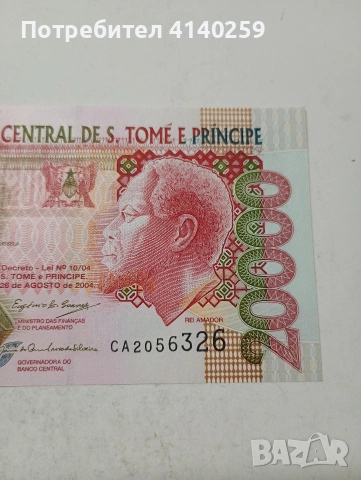 Потребител 4140259
CENTRAL DE S. TOMÉ E PRÍNCIPE
Decreto - Lei Nº 10/04
S. TOMÉ e PRÍNCIPE
26 de AGOSTO de 2004.
MINISTRO DAS FINANÇAS
E DO PLANEAMENTO
REI AMADOR
CA2056326
GOVERNADORA DO
BANCO CENTRAL
BAZAR